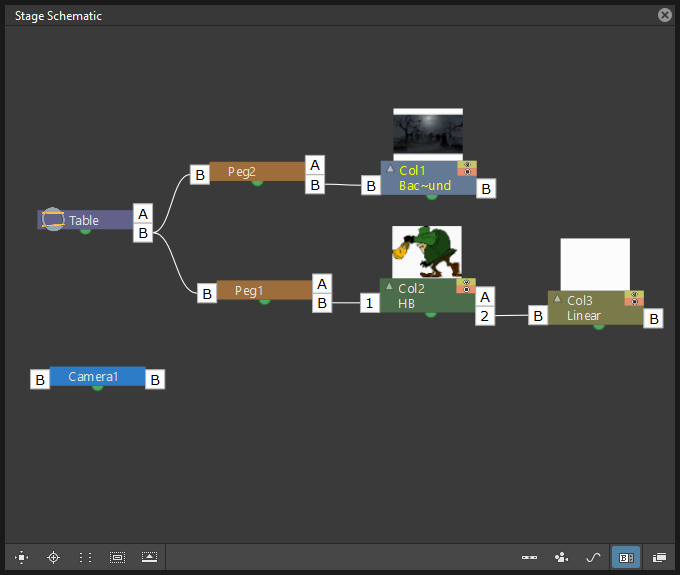 Stage Schematic
A
Col1
B
Peg2
B
B
Bac~und
B
A
Table
B
A
Col2
A
B
Peg1
B
1
HB
2
Col3
B
Linear
B
B
Camera1
B